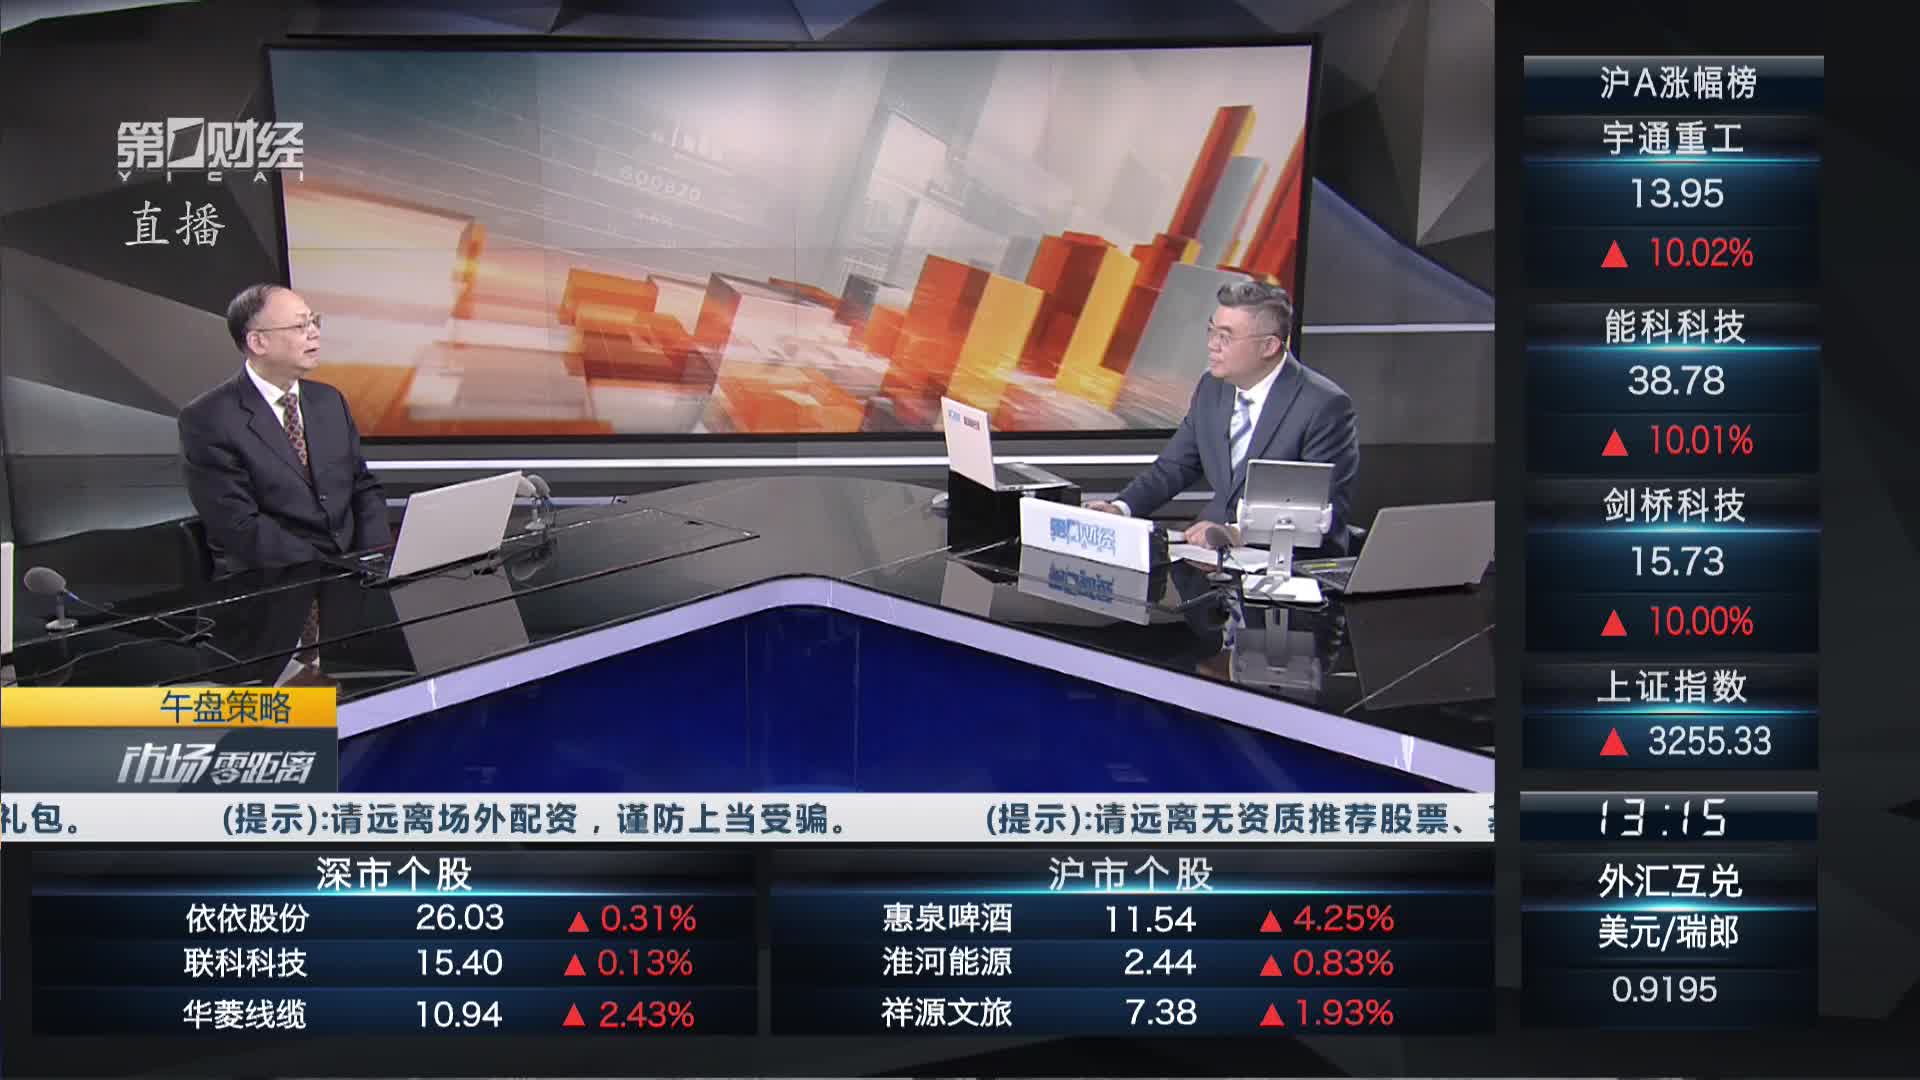 第一财经
YICAI
直播
600820
第一财经
午盘策略
市场零距离
礼包。 (提示):请远离场外配资，谨防上当受骗。 (提示):请远离无资质推荐股票、
沪A涨幅榜
宇通重工
13.95
▲ 10.02%
能科科技
38.78
▲ 10.01%
剑桥科技
15.73
▲ 10.00%
上证指数
▲ 3255.33
13:15
外汇互兑
美元/瑞郎
0.9195
深市个股
依依股份 26.03 ▲ 0.31%
联科科技 15.40 ▲ 0.13%
华菱线缆 10.94 ▲ 2.43%
沪市个股
惠泉啤酒 11.54 ▲ 4.25%
淮河能源 2.44 ▲ 0.83%
祥源文旅 7.38 ▲ 1.93%